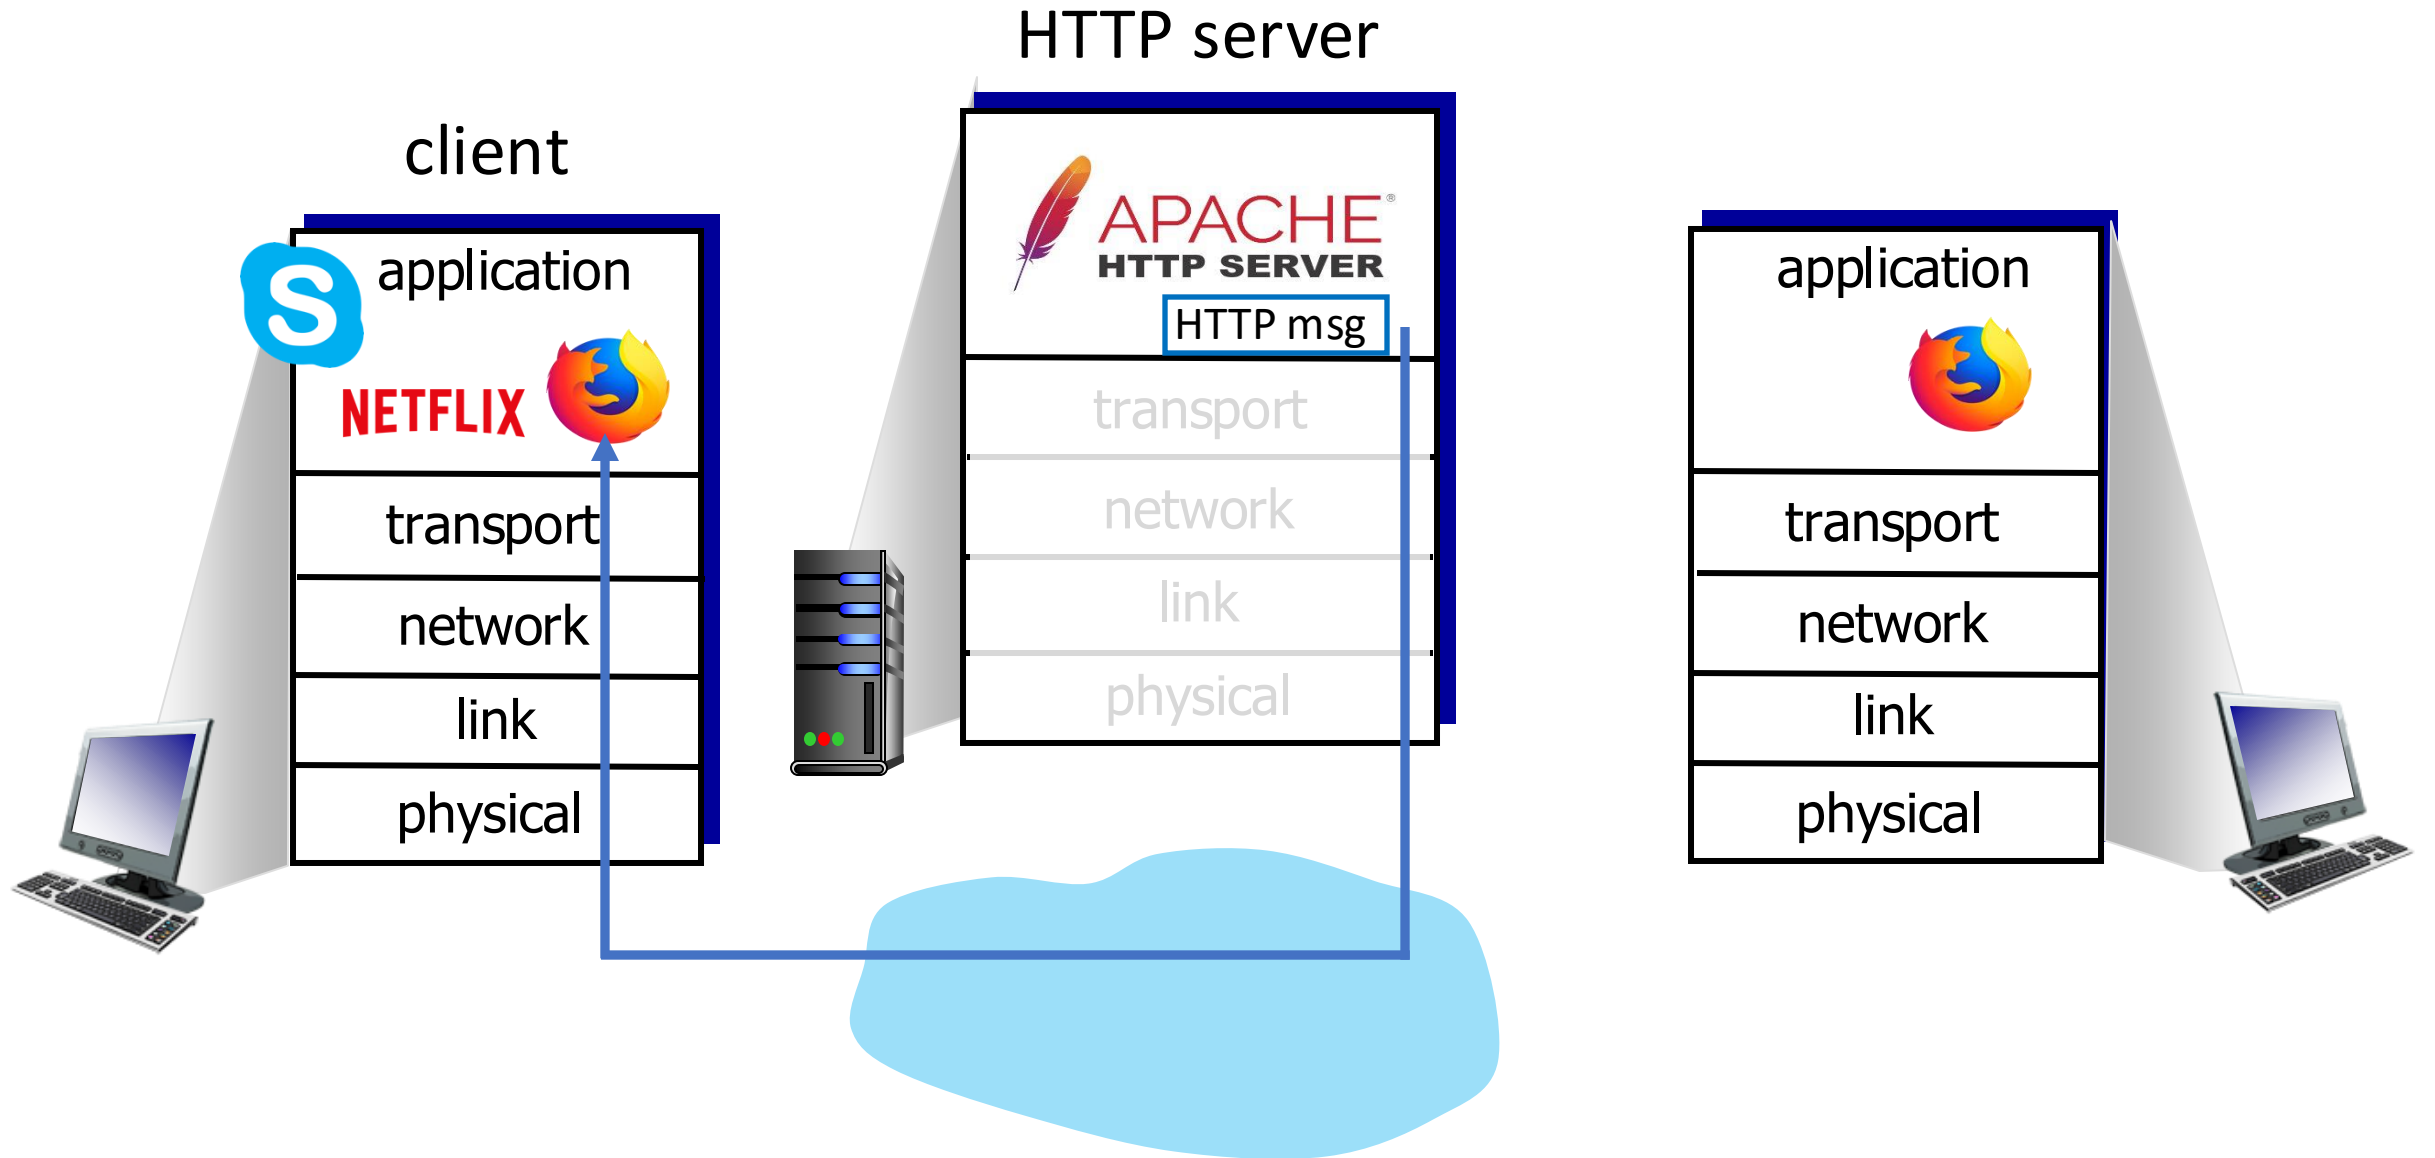 HTTP server
client
application
NETFLIX
transport
network
link
physical
APACHE®
HTTP SERVER
HTTP msg
transport
network
link
physical
application
transport
network
link
physical